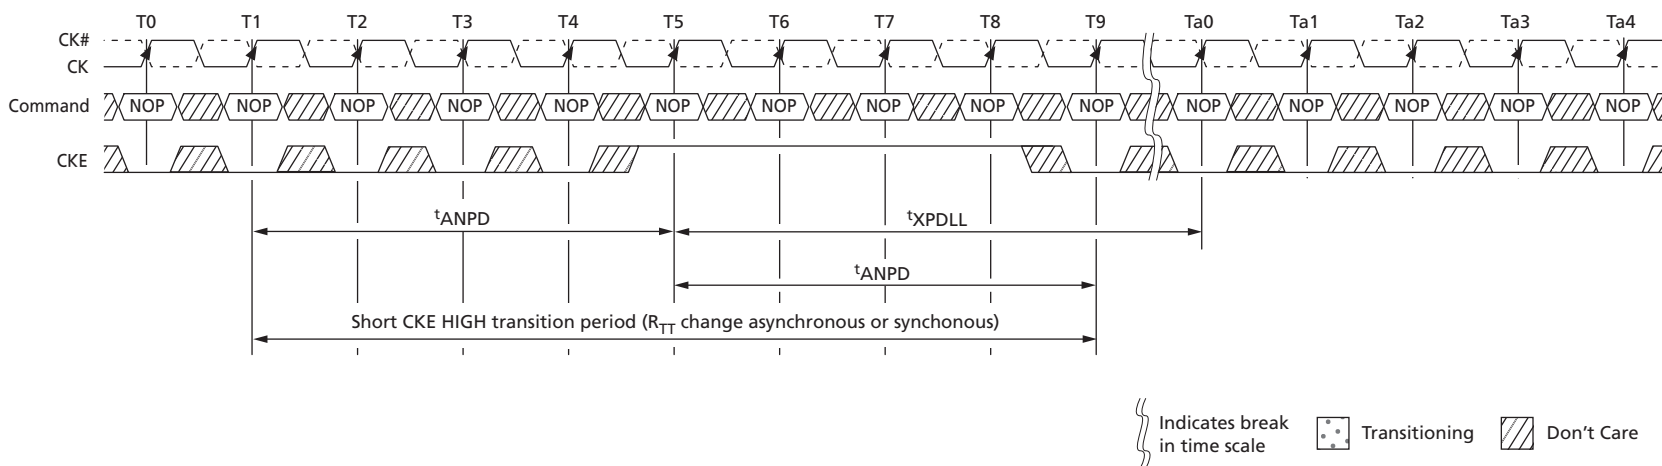 T0 T1 T2 T3 T4 T5 T6 T7 T8 T9 Ta0 Ta1 Ta2 Ta3 Ta4
CK#
CK
Command NOP NOP NOP NOP NOP NOP NOP NOP NOP NOP NOP NOP NOP NOP NOP
CKE
tANPD tXPDLL
tANPD
Short CKE HIGH transition period (RTT change asynchronous or synchonous)
Indicates break
in time scale
Transitioning
Don't Care